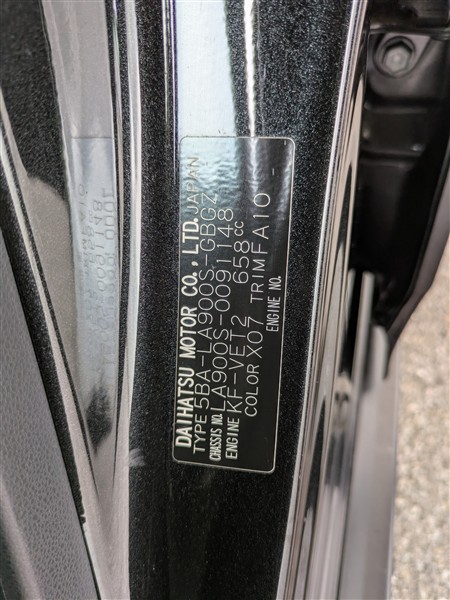 DAIHATSU MOTOR CO., LTD. JAPAN
TYPE 5BA-LA900S-GBGZ
CHASSIS NO. LA900S-0091148
ENGINE KF-VET2 658cc
COLOR X07 TRIM FA10 -
ENGINE NO.